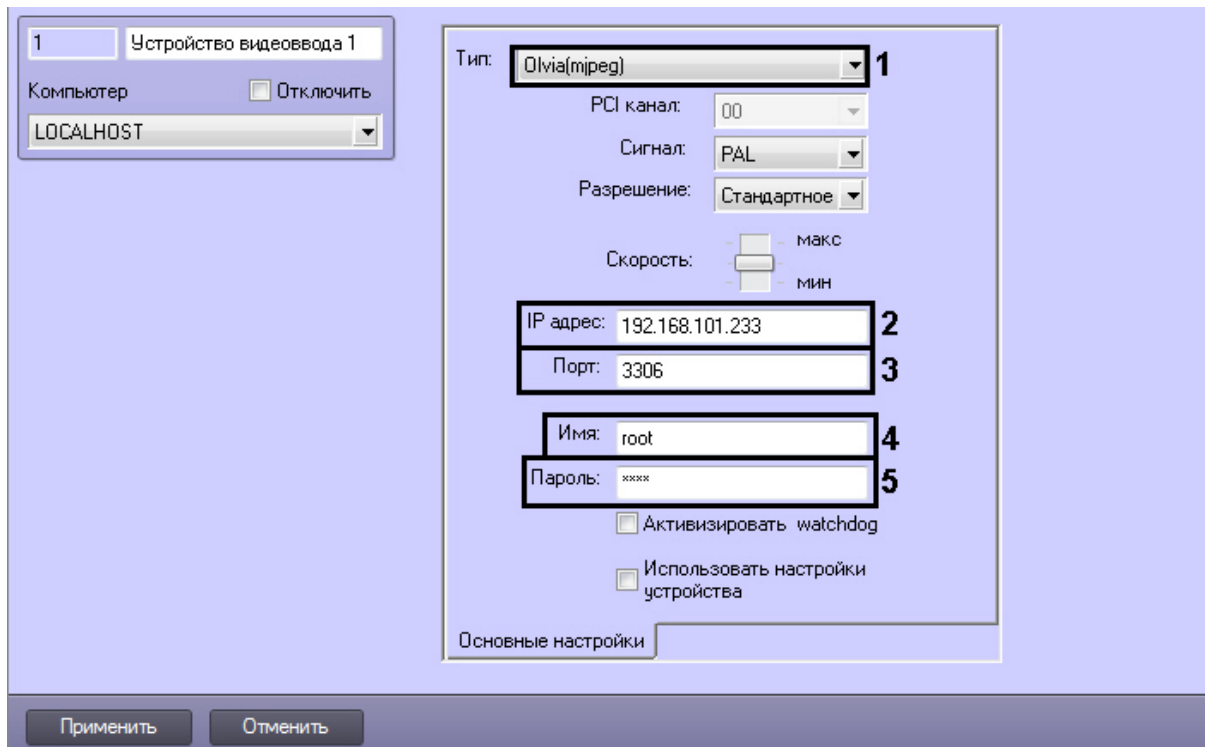 1 Устройство видеоввода 1
Компьютер Отключить
LOCALHOST
Тип: Olvia(mjpeg) 1
PCI канал: 00
Сигнал: PAL
Разрешение: Стандартное
Скорость: макс
мин
IP адрес: 192.168.101.233 2
Порт: 3306 3
Имя: root 4
Пароль: **** 5
Активизировать watchdog
Использовать настройки
устройства
Основные настройки
Применить Отменить